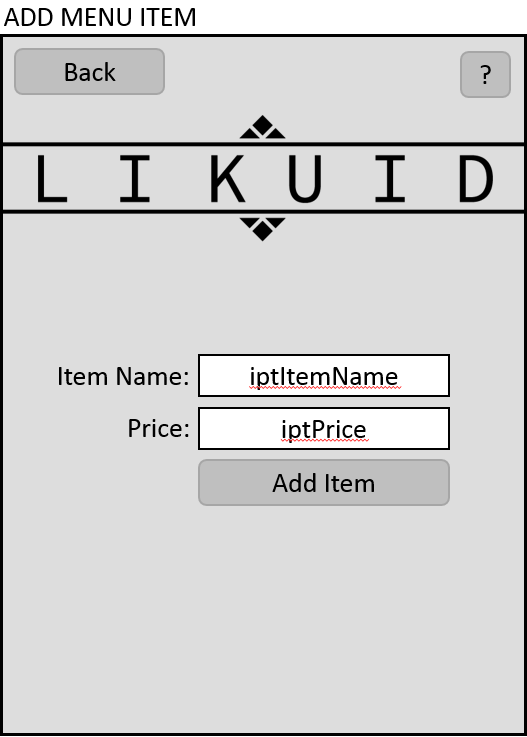 ADD MENU ITEM
Back
?
L I K U I D
Item Name: iptItemName
Price: iptPrice
Add Item